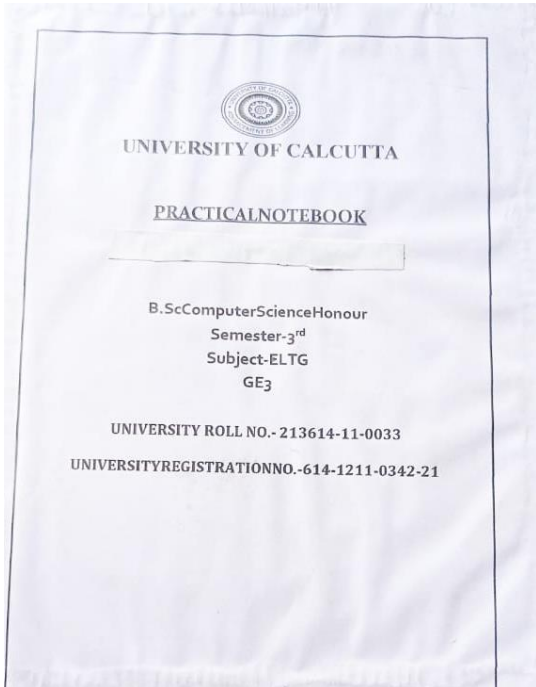 UNIVERSITY OF CALCUTTA
PRACTICALNOTEBOOK
B.ScComputerScienceHonour
Semester-3rd
Subject-ELTG
GE3
UNIVERSITY ROLL NO.- 213614-11-0033
UNIVERSITYREGISTRATIONNO.-614-1211-0342-21